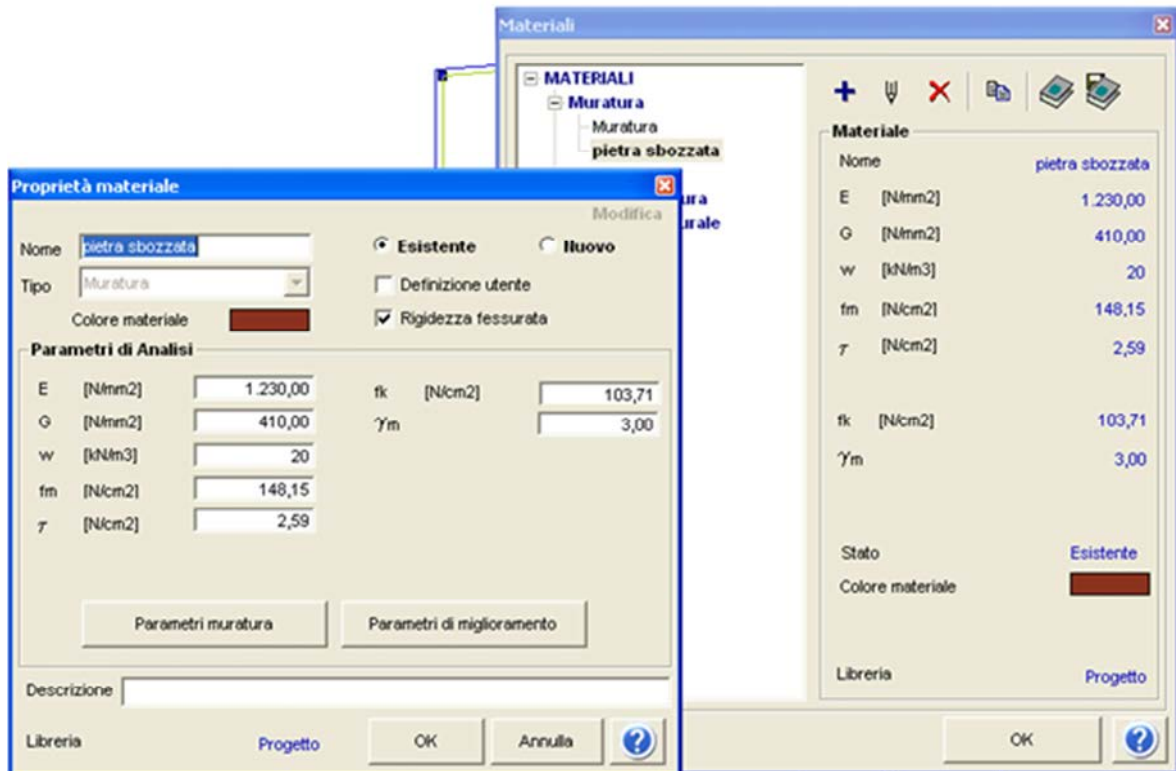 Materiali
MATERIALI
Muratura
Muratura
pietra sbozzata
ura
urale
Materiale
Nome pietra sbozzata
E [N/mm2] 1.230,00
G [N/mm2] 410,00
w [kN/m3] 20
fm [N/cm2] 148,15
τ [N/cm2] 2,59
fk [N/cm2] 103,71
γm 3,00
Stato Esistente
Colore materiale
Libreria Progetto
OK
Proprietà materiale
Modifica
Nome pietra sbozzata Esistente Nuovo
Tipo Muratura Definizione utente
Colore materiale Rigidezza fessurata
Parametri di Analisi
E [N/mm2] 1.230,00 fk [N/cm2] 103,71
G [N/mm2] 410,00 γm 3,00
w [kN/m3] 20
fm [N/cm2] 148,15
τ [N/cm2] 2,59
Parametri muratura Parametri di miglioramento
Descrizione
Libreria Progetto OK Annulla